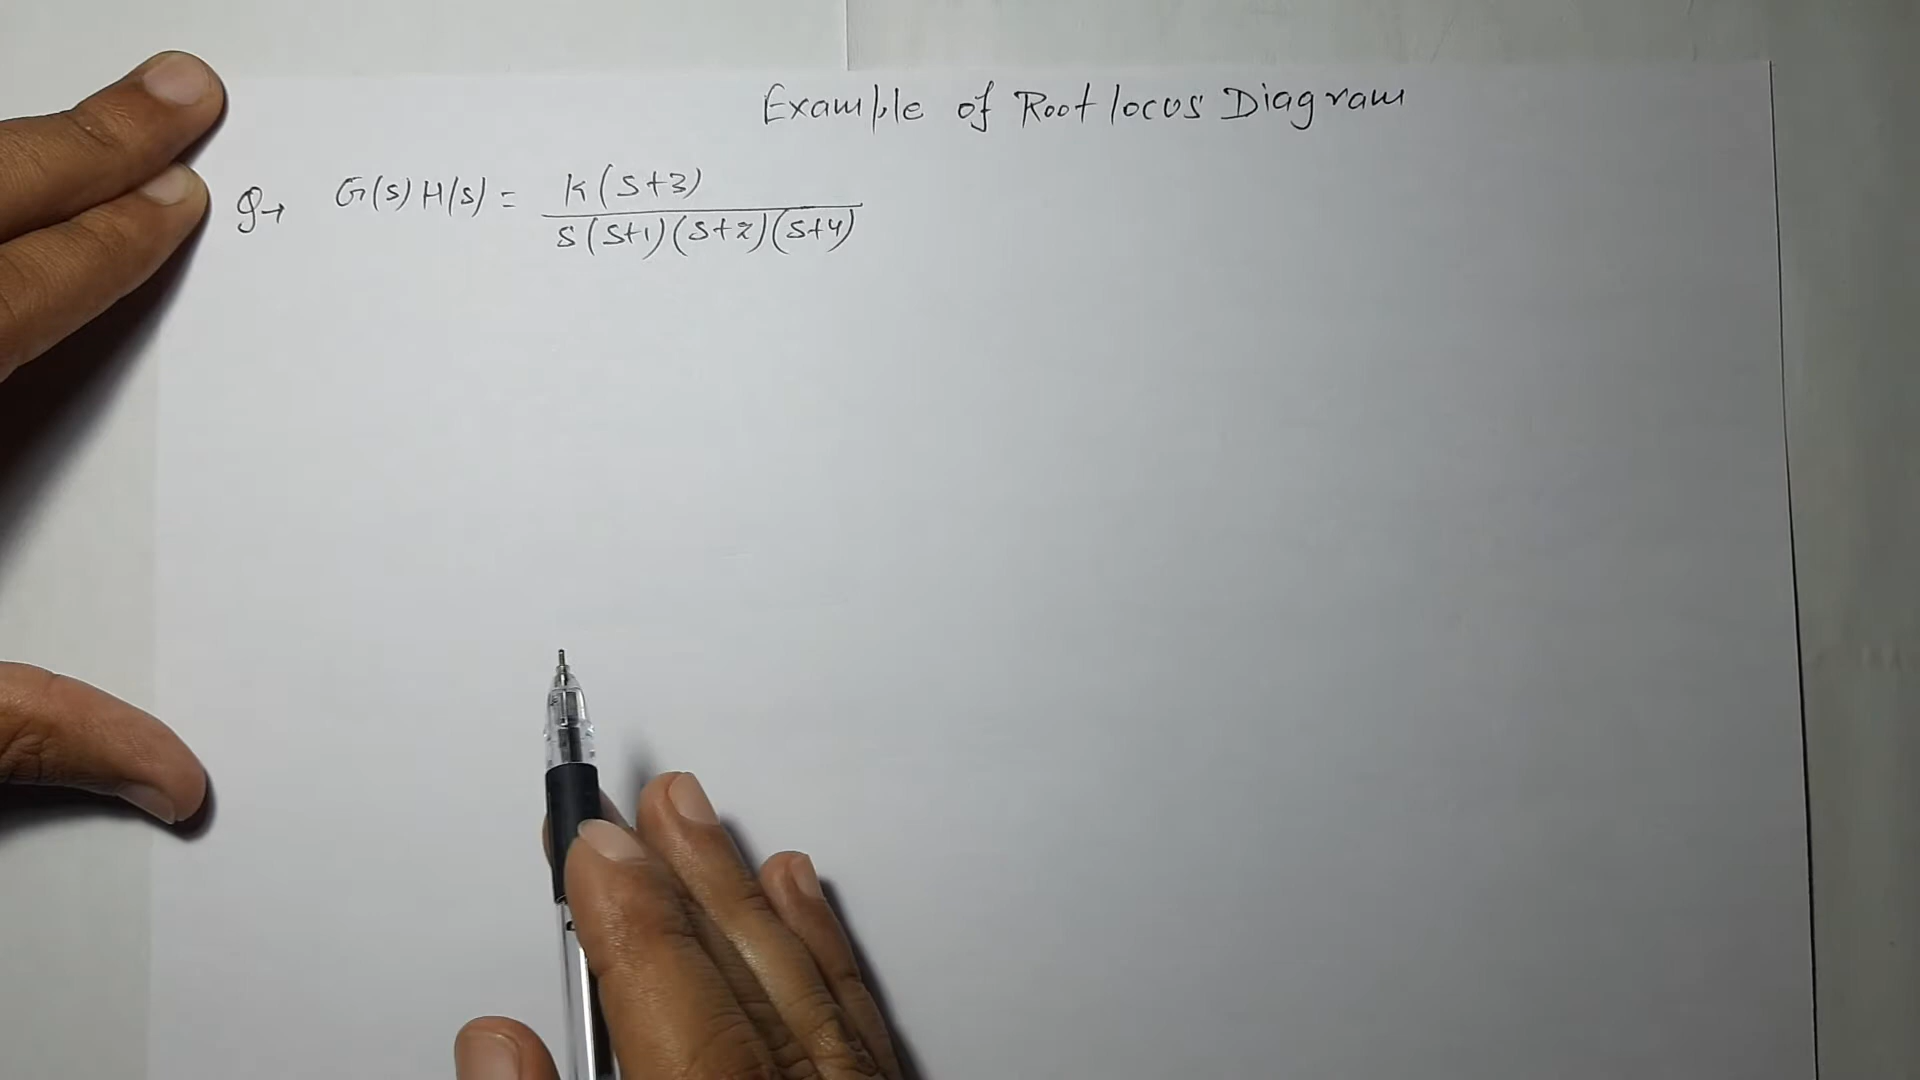 Example of Root locus Diagram
Q→ G(s) H(s) = K(s+3)
s(s+1)(s+2)(s+4)